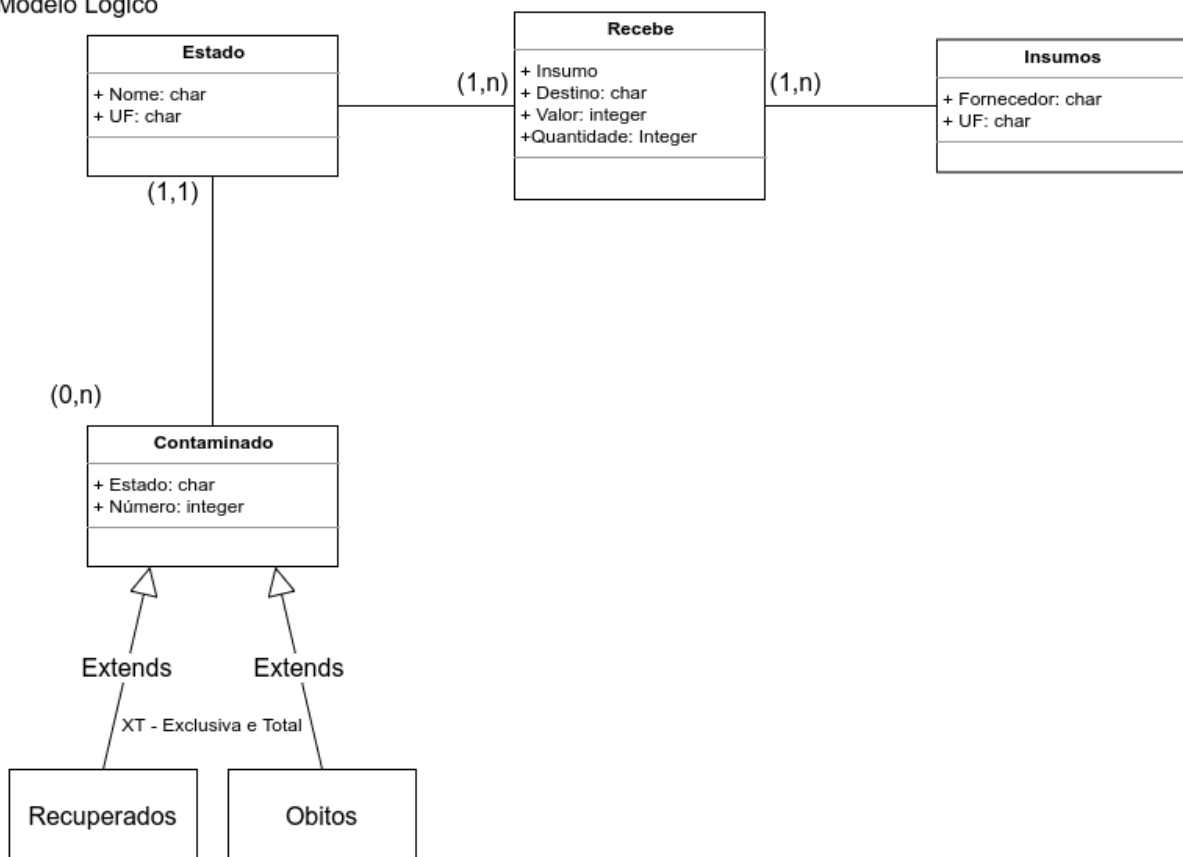 Modelo Lógico
Estado
+ Nome: char
+ UF: char
(1,n)
Recebe
+ Insumo
+ Destino: char
+ Valor: integer
+Quantidade: Integer
(1,n)
Insumos
+ Fornecedor: char
+ UF: char
(1,1)
(0,n)
Contaminado
+ Estado: char
+ Número: integer
Extends
Extends
XT - Exclusiva e Total
Recuperados
Obitos